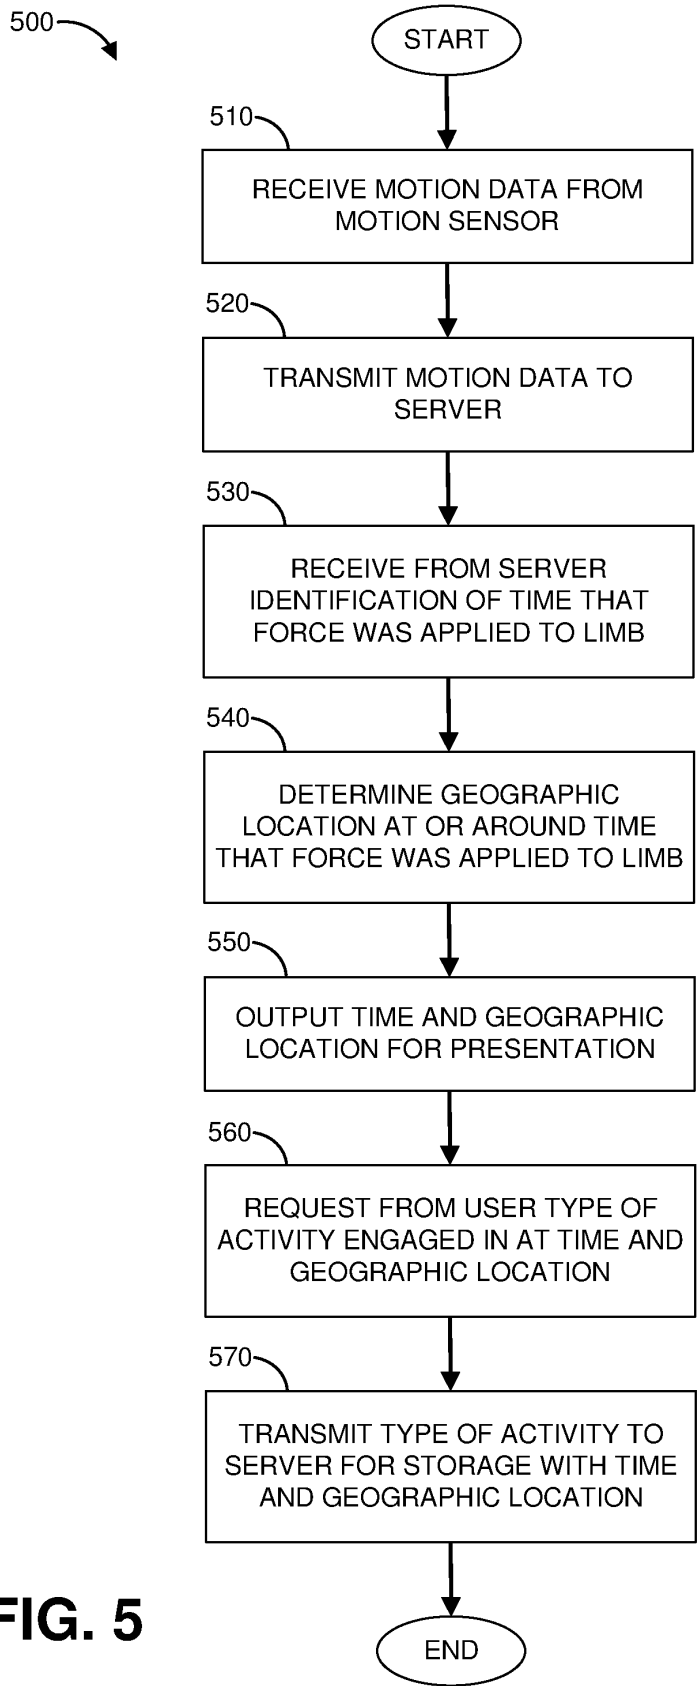 500
START
510
RECEIVE MOTION DATA FROM
MOTION SENSOR
520
TRANSMIT MOTION DATA TO
SERVER
530
RECEIVE FROM SERVER
IDENTIFICATION OF TIME THAT
FORCE WAS APPLIED TO LIMB
540
DETERMINE GEOGRAPHIC
LOCATION AT OR AROUND TIME
THAT FORCE WAS APPLIED TO LIMB
550
OUTPUT TIME AND GEOGRAPHIC
LOCATION FOR PRESENTATION
560
REQUEST FROM USER TYPE OF
ACTIVITY ENGAGED IN AT TIME AND
GEOGRAPHIC LOCATION
570
TRANSMIT TYPE OF ACTIVITY TO
SERVER FOR STORAGE WITH TIME
AND GEOGRAPHIC LOCATION
FIG. 5
END